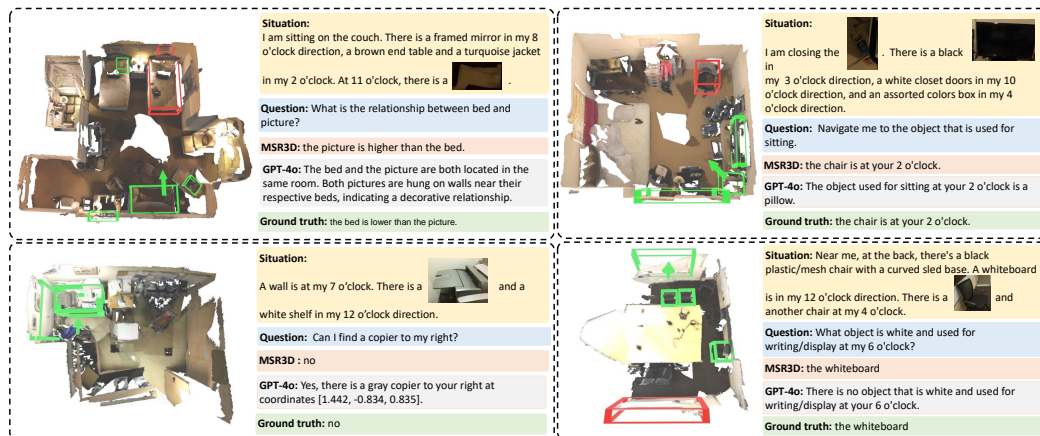 Situation:
I am sitting on the couch. There is a framed mirror in my 8
o'clock direction, a brown end table and a turquoise jacket
in my 2 o'clock. At 11 o'clock, there is a .
Question: What is the relationship between bed and
picture?
MSR3D: the picture is higher than the bed.
GPT-4o: The bed and the picture are both located in the
same room. Both pictures are hung on walls near their
respective beds, indicating a decorative relationship.
Ground truth: the bed is lower than the picture.
Situation:
I am closing the . There is a black
in
my 3 o'clock direction, a white closet doors in my 10
o'clock direction, and an assorted colors box in my 4
o'clock direction.
Question: Navigate me to the object that is used for
sitting.
MSR3D: the chair is at your 2 o'clock.
GPT-4o: The object used for sitting at your 2 o'clock is a
pillow.
Ground truth: the chair is at your 2 o'clock.
Situation:
A wall is at my 7 o'clock. There is a and a
white shelf in my 12 o'clock direction.
Question: Can I find a copier to my right?
MSR3D : no
GPT-4o: Yes, there is a gray copier to your right at
coordinates [1.442, -0.834, 0.835].
Ground truth: no
Situation: Near me, at the back, there's a black
plastic/mesh chair with a curved sled base. A whiteboard
is in my 12 o'clock direction. There is a and
another chair at my 4 o'clock.
Question: What object is white and used for
writing/display at my 6 o'clock?
MSR3D: the whiteboard
GPT-4o: There is no object that is white and used for
writing/display at your 6 o'clock.
Ground truth: the whiteboard